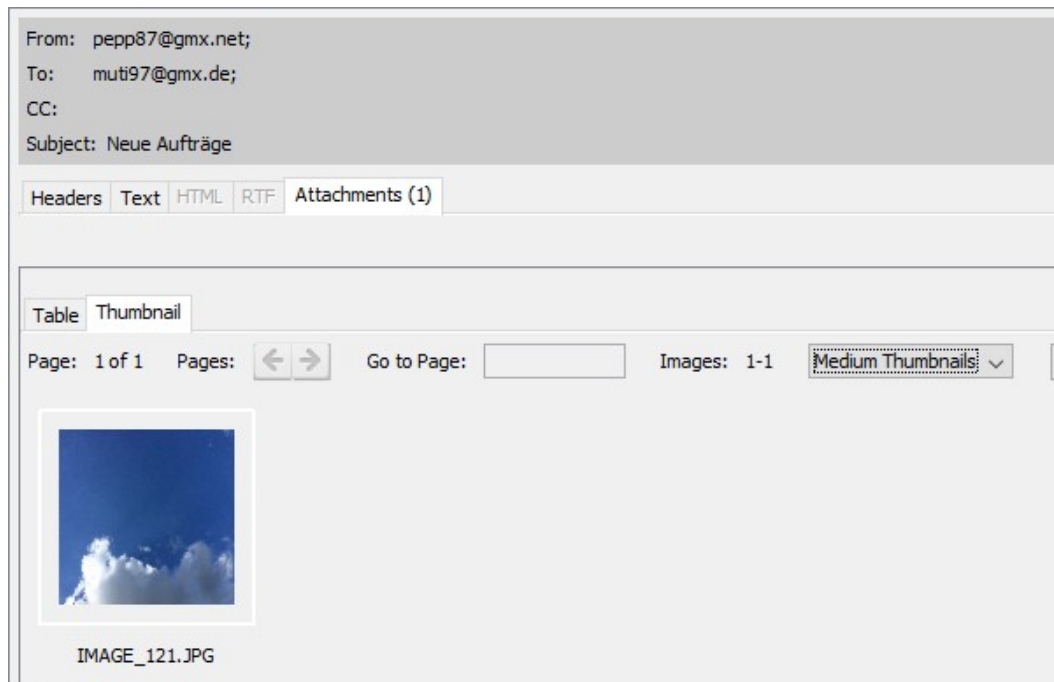 From: pepp87@gmx.net;
To: muti97@gmx.de;
CC:
Subject: Neue Aufträge
Headers Text HTML RTF Attachments (1)
Table Thumbnail
Page: 1 of 1 Pages: Go to Page: Images: 1-1 Medium Thumbnails
IMAGE_121.JPG